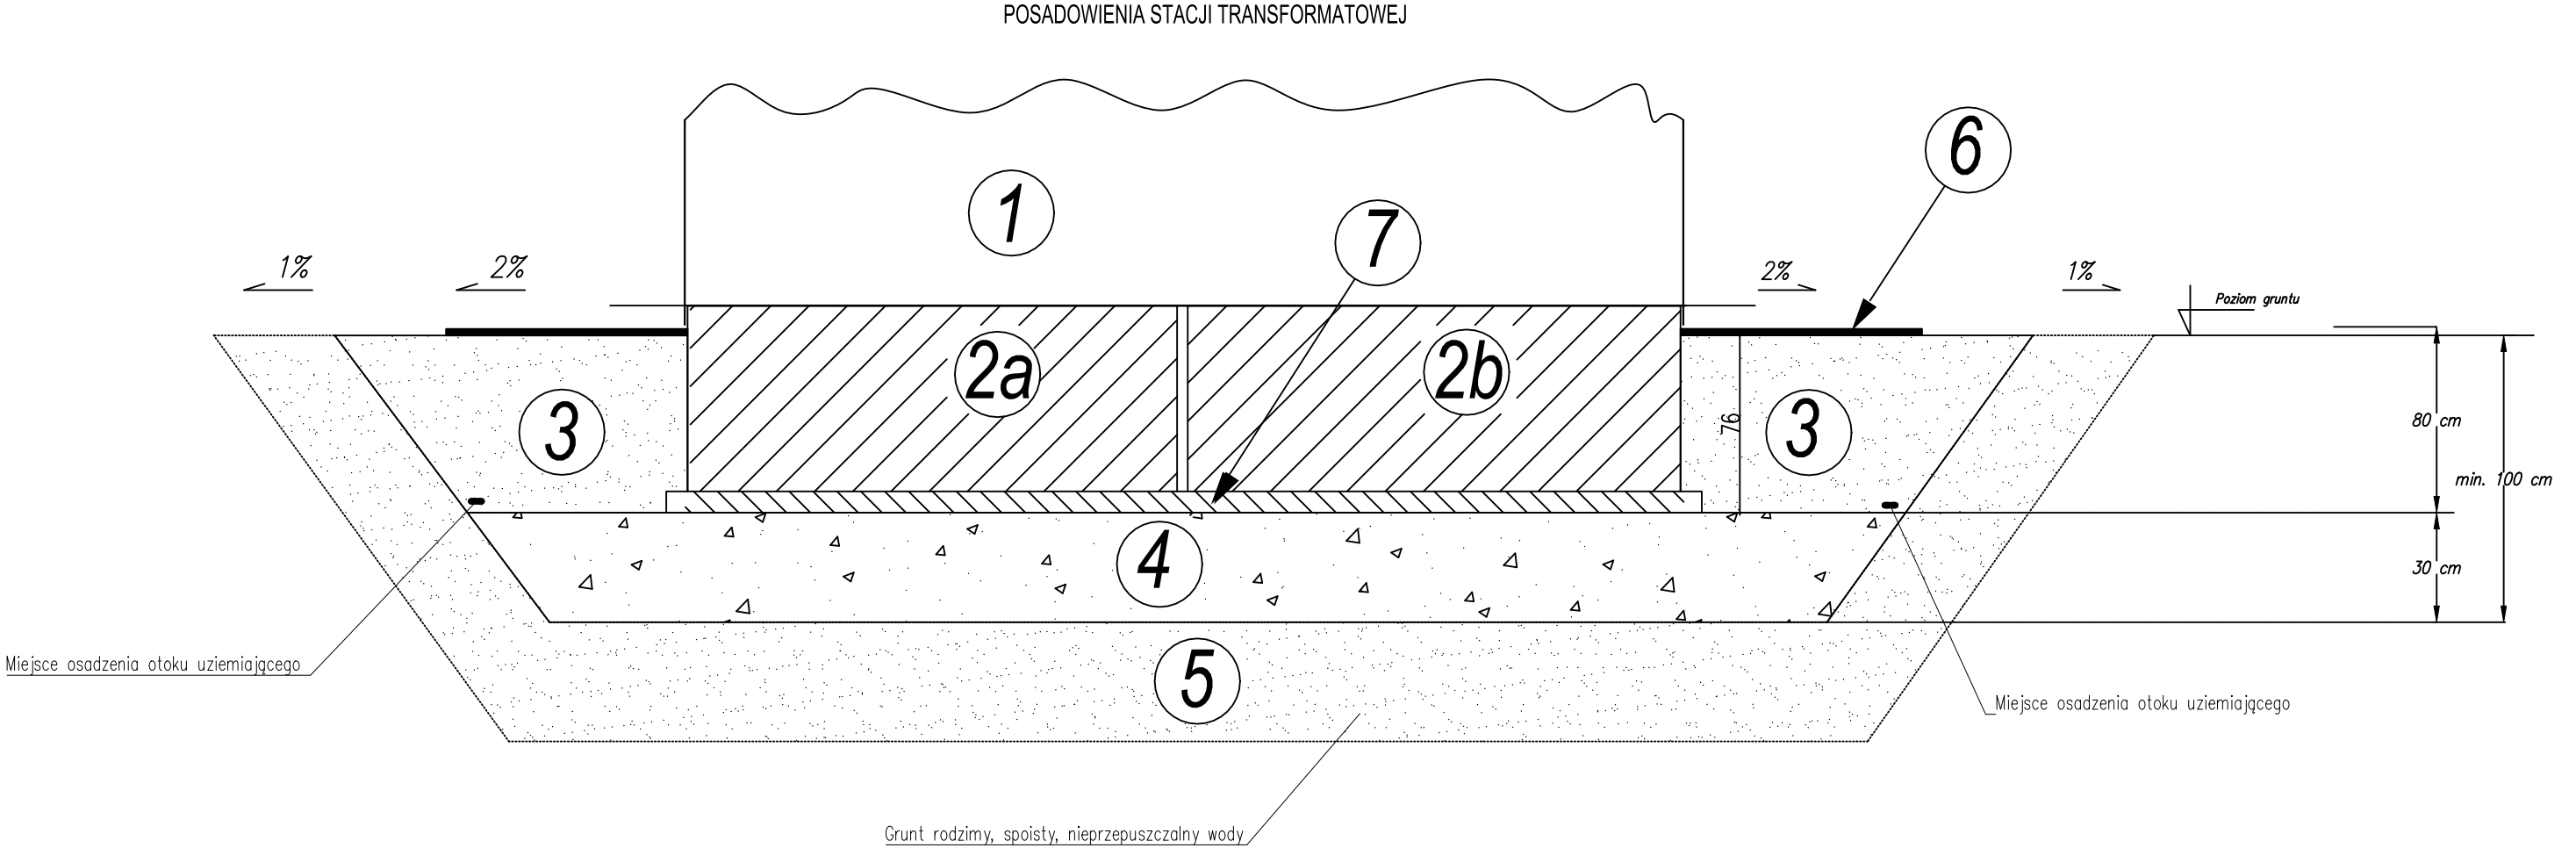 POSADOWIENIA STACJI TRANSFORMATOWEJ
6
1
7
1%
2%
2%
1%
Poziom gruntu
2a
2b
3
76
3
80 cm
min. 100 cm
4
30 cm
5
Miejsce osadzenia otoku uziemiającego
Miejsce osadzenia otoku uziemiającego
Grunt rodzimy, spoisty, nieprzepuszczalny wody